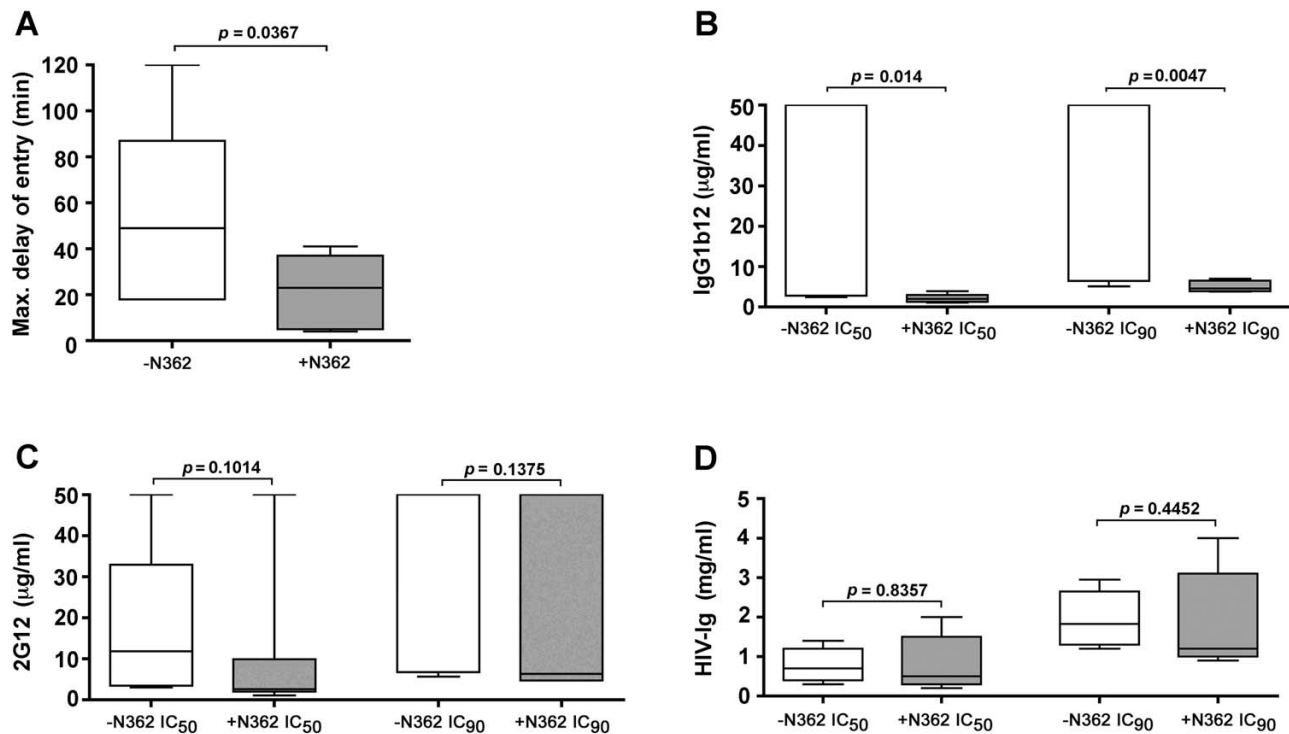 A
p = 0.0367
Max. delay of entry (min)
120
100
80
60
40
20
0
-N362 +N362
B
p = 0.014 p = 0.0047
IgG1b12 (μg/ml)
50
40
30
20
10
0
-N362 IC50 +N362 IC50 -N362 IC90 +N362 IC90
C
p = 0.1014 p = 0.1375
2G12 (μg/ml)
50
40
30
20
10
0
-N362 IC50 +N362 IC50 -N362 IC90 +N362 IC90
D
p = 0.8357 p = 0.4452
HIV-Ig (mg/ml)
5
4
3
2
1
0
-N362 IC50 +N362 IC50 -N362 IC90 +N362 IC90